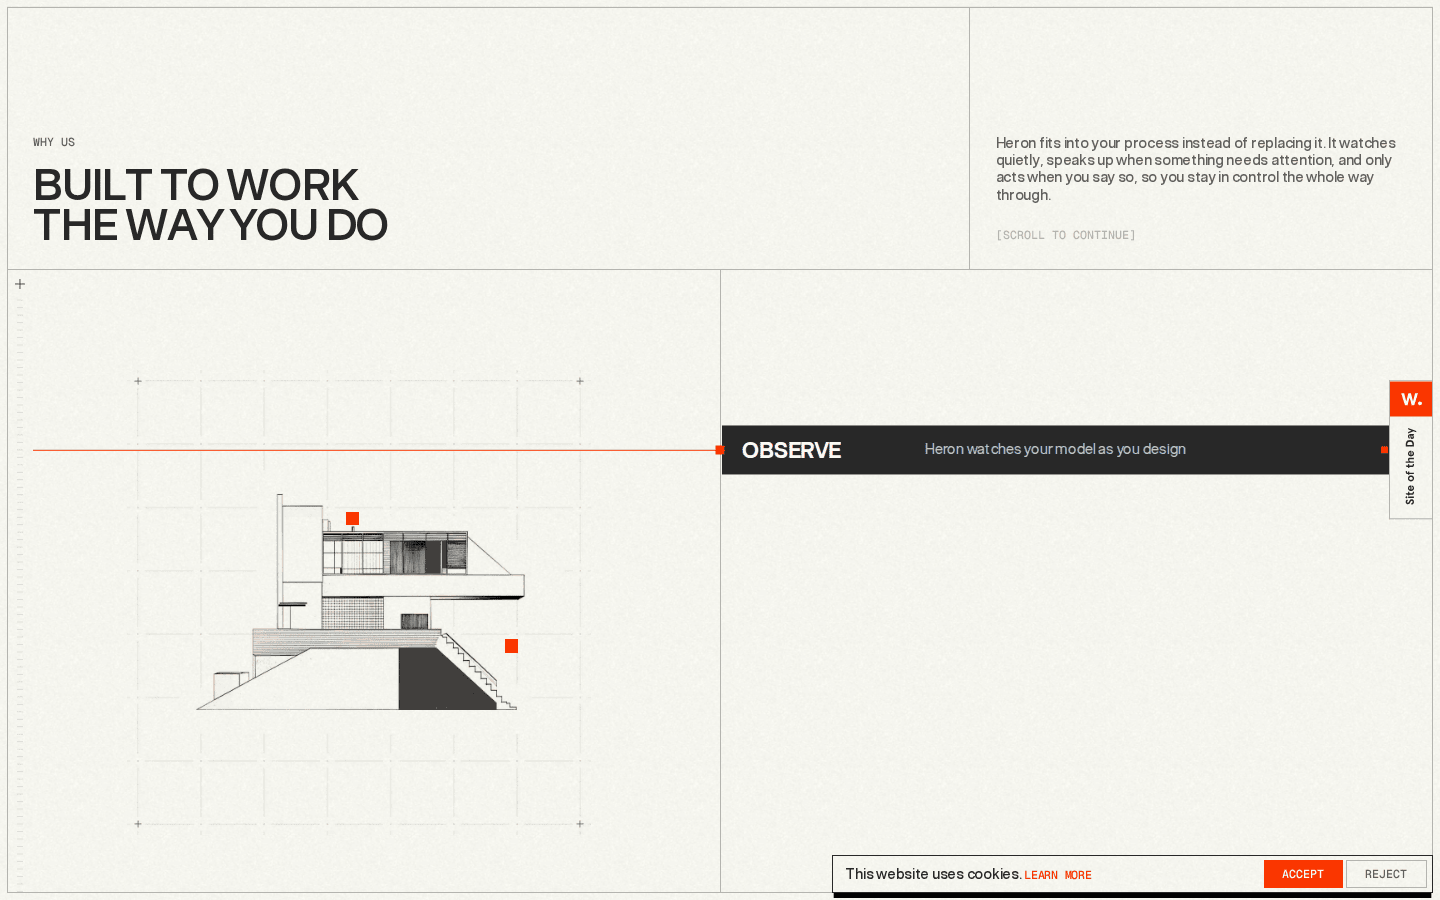 WHY US
BUILT TO WORK
THE WAY YOU DO
Heron fits into your process instead of replacing it. It watches
quietly, speaks up when something needs attention, and only
acts when you say so, so you stay in control the whole way
through.
[SCROLL TO CONTINUE]
OBSERVE
Heron watches your model as you design
W.
Site of the Day
This website uses cookies. LEARN MORE
ACCEPT
REJECT